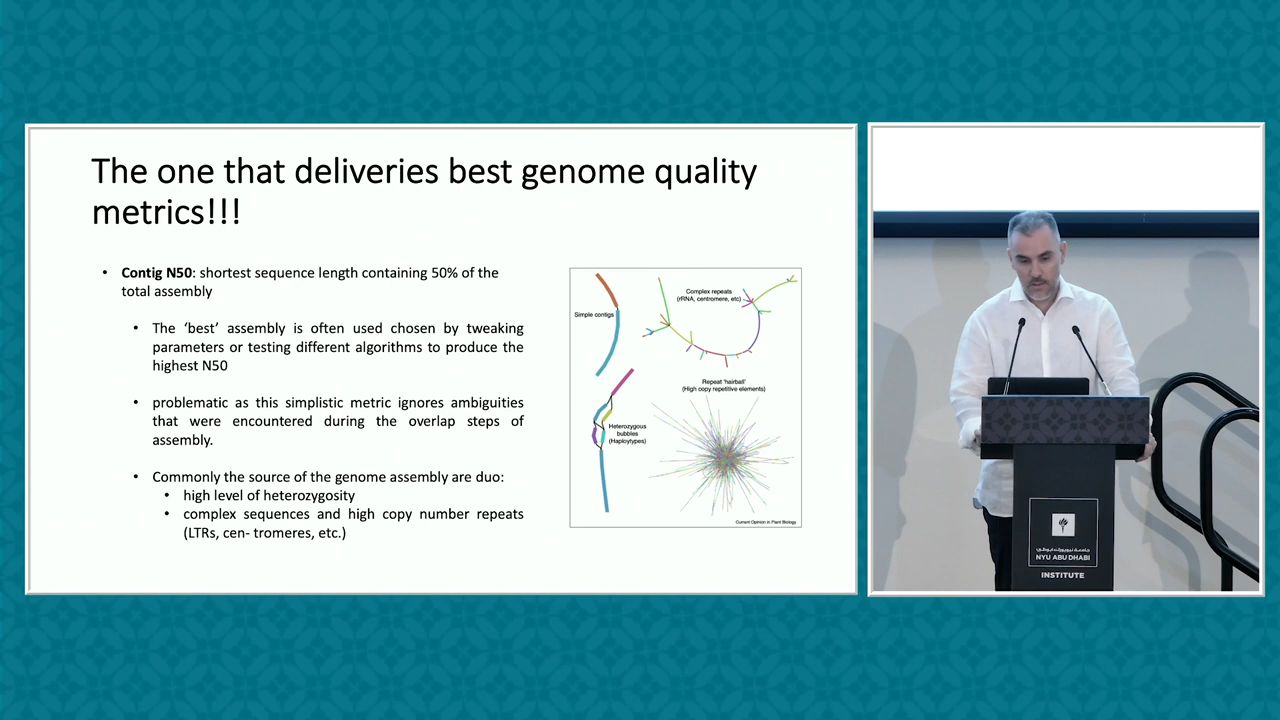 The one that deliveries best genome quality
metrics!!!
• Contig N50: shortest sequence length containing 50% of the
total assembly
• The ‘best’ assembly is often used chosen by tweaking
parameters or testing different algorithms to produce the
highest N50
• problematic as this simplistic metric ignores ambiguities
that were encountered during the overlap steps of
assembly.
• Commonly the source of the genome assembly are duo:
• high level of heterozygosity
• complex sequences and high copy number repeats
(LTRs, cen- tromeres, etc.)
Simple contigs
Complex repeats
(rRNA, centromere, etc)
Repeat ‘hairball’
(High copy repetitive elements)
Heterozygous
bubbles
(Haplotypes)
Current Opinion in Plant Biology
جامعة نيويورك أبوظبي
NYU ABU DHABI
INSTITUTE